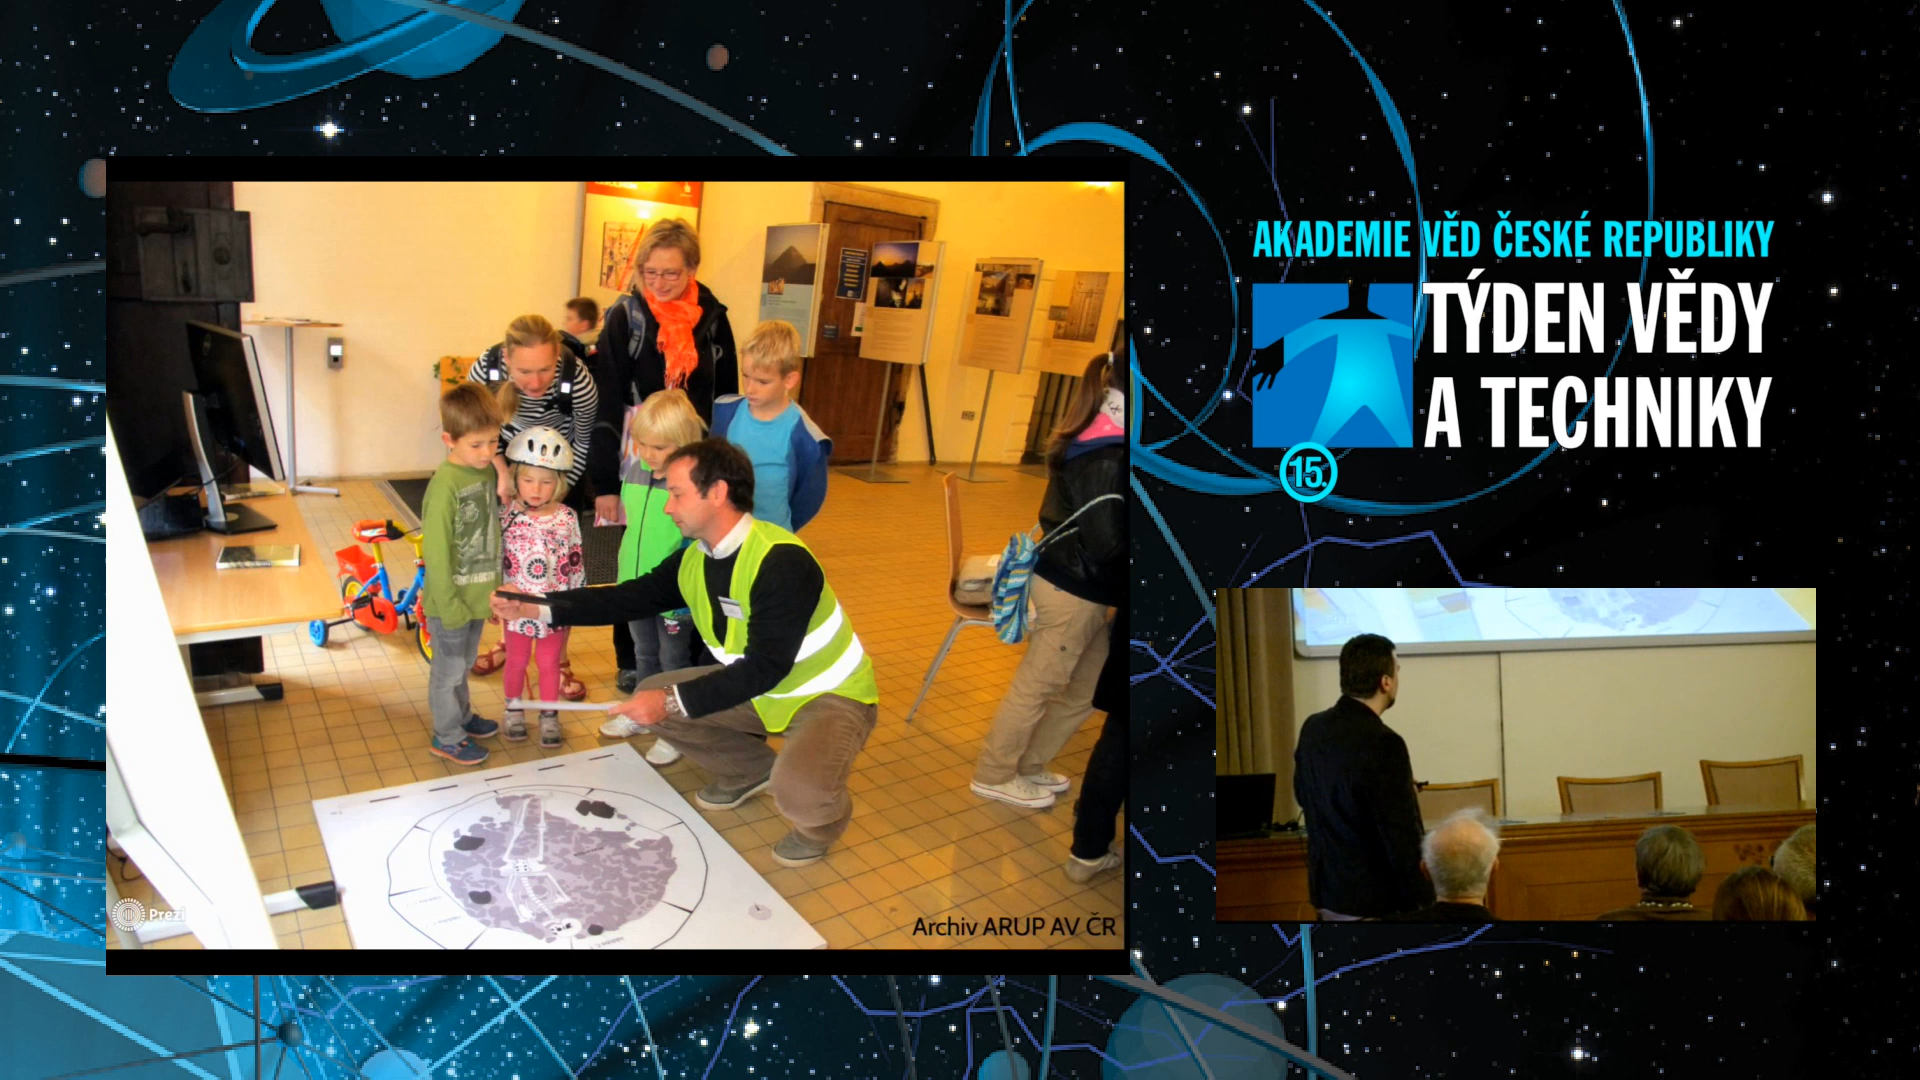 AKADEMIE VĚD ČESKÉ REPUBLIKY
TÝDEN VĚDY
A TECHNIKY
15.
Prezi
Archiv ARUP AV ČR